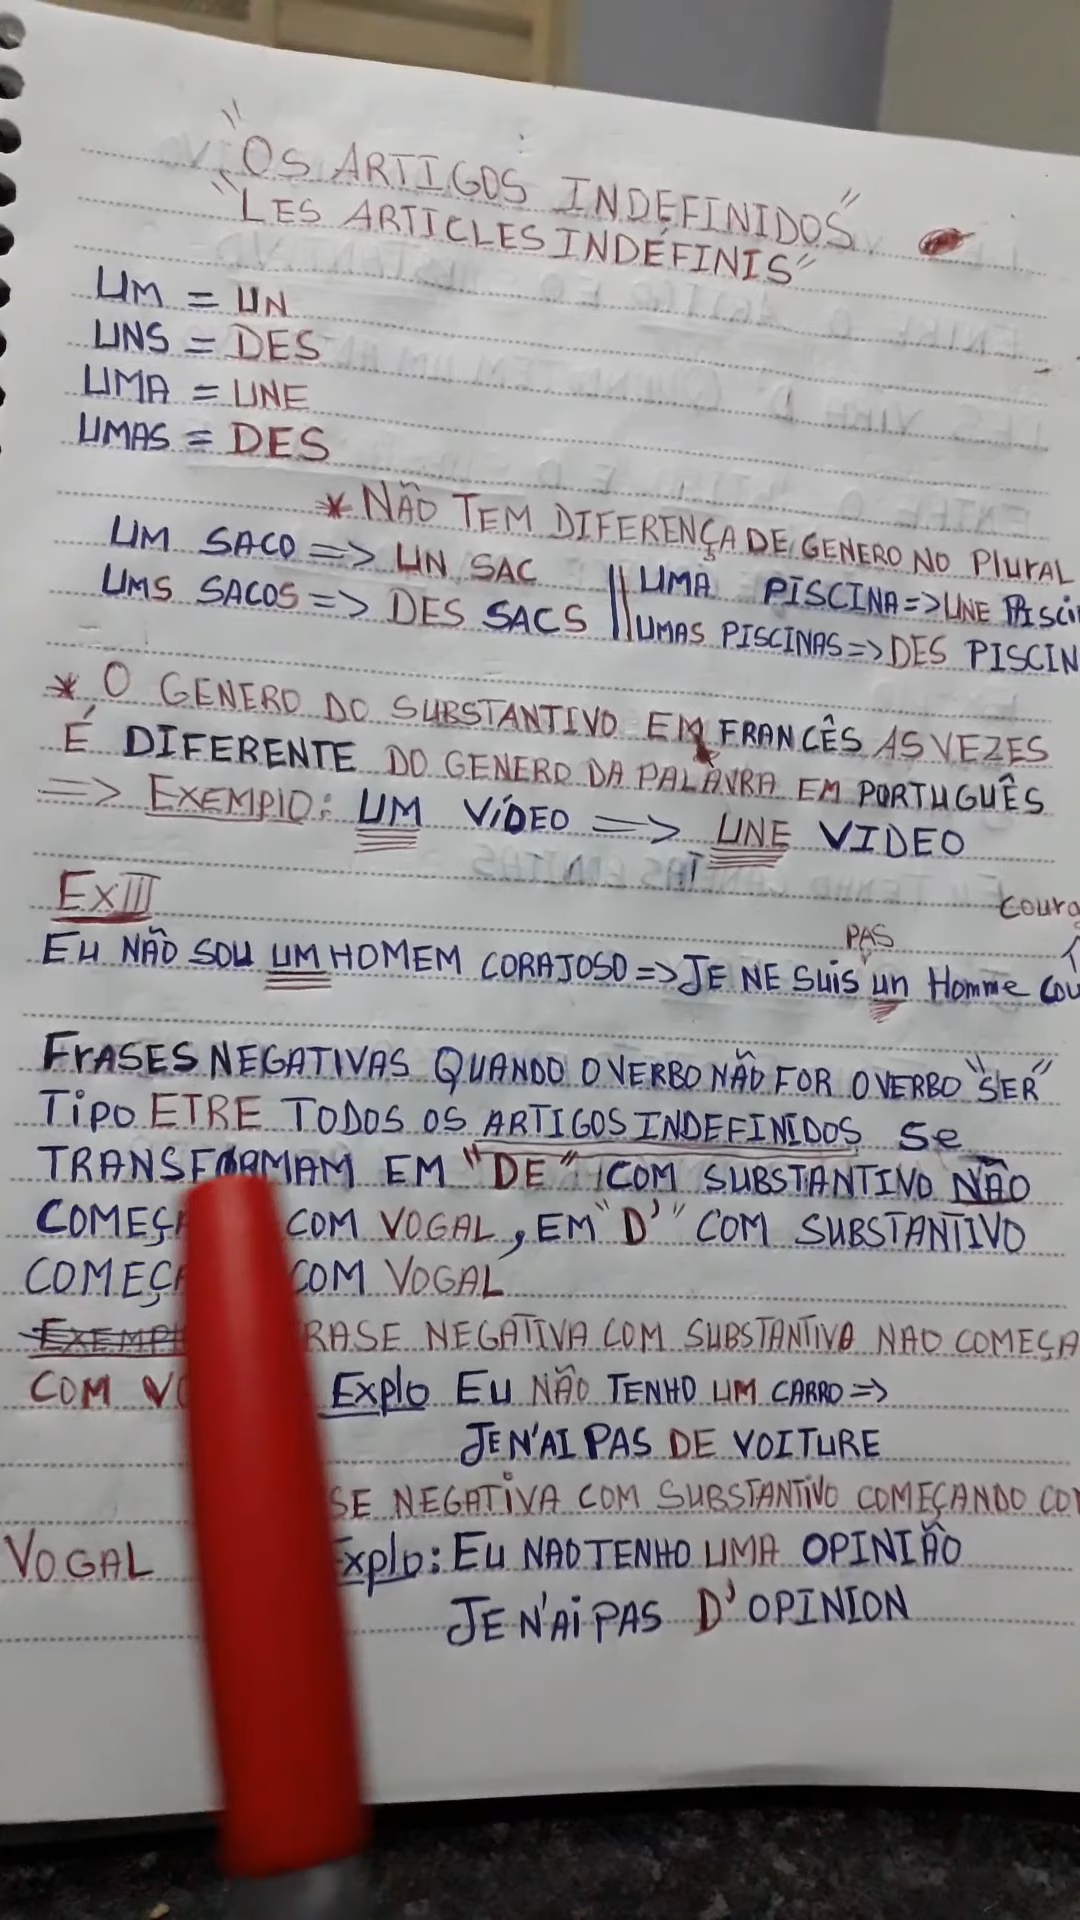 "OS ARTIGOS INDEFINIDOS"
"LES ARTICLES INDÉFINIS"
UM = UN
UNS = DES
UMA = UNE
UMAS = DES
* NÃO TEM DIFERENÇA DE GENERO NO PlurAL
UM SACO => UN SAC
UMS SACOS => DES SACS
UMA PISCINA => UNE
UMAS PISCINAS => DES
* O GENERO DO SUBSTANTIVO EM FRANCÊS AS VEZES
É DIFERENTE DO GENERO DA PALAVRA EM PORTUGUÊS
=> EXEMPlO: UM VÍDEO => UNE VIDEO
EXIII
PAS
EU NÃO SOU UM HOMEM CORAJOSO => JE NE SUiS un Homme
FrASES NEGATIVAS QUANDO O VERBO NÃO FOR O VERBO "SER"
TiPO ETRE TODOS OS ARTIGOS INDEFINIDOS Se
TRANSFORMAM EM "DE" COM SUBSTANTIVO NÃO
COM VOGAL, EM "D'" COM SUBSTANTIVO
COM VOGAL
NEGATIVA COM SUBSTANTIVO NAO
COM Explo EU NÃO TENHO UM CARRO =>
JE N'AI PAS DE VOITURE
NEGATiVA COM SUBSTANTIVO COMEÇANDO
VOGAL Explo: EU NAO TENHO UMA OPINIÃO
JE N'Ai PAS D'OPINION